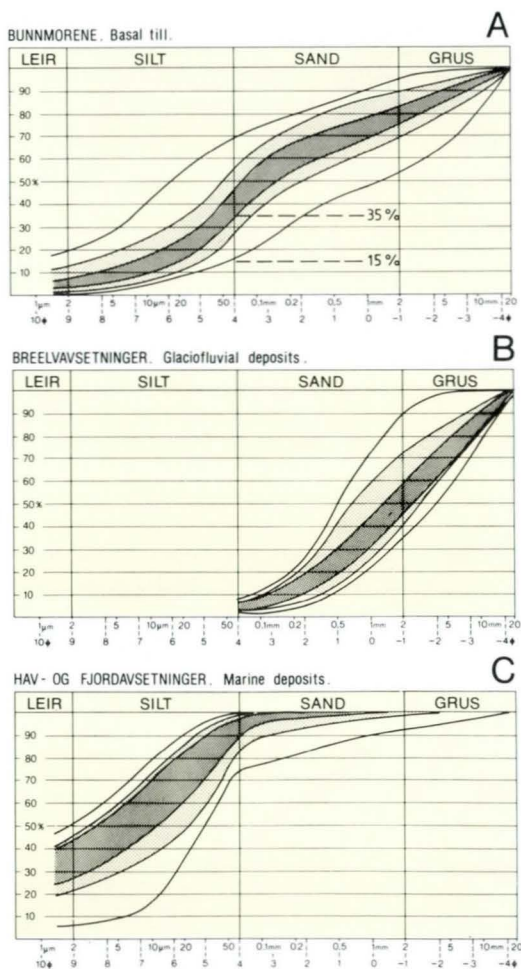 A
BUNNMORENE. Basal till.
LEIR SILT SAND GRUS
90
80
70
60
50%
40
35%
30
20
15%
10
1µm 2 5 10µm 20 50 0.1mm 0.2 0.5 1mm 2 5 10mm 20
10ϕ 9 8 7 6 5 4 3 2 1 0 -1 -2 -3 -4ϕ
B
BREELVAVSETNINGER. Glaciofluvial deposits.
LEIR SILT SAND GRUS
90
80
70
60
50%
40
30
20
10
1µm 2 5 10µm 20 50 0.1mm 0.2 0.5 1mm 2 5 10mm 20
10ϕ 9 8 7 6 5 4 3 2 1 0 -1 -2 -3 -4ϕ
C
HAV- OG FJORDAVSETNINGER. Marine deposits.
LEIR SILT SAND GRUS
90
80
70
60
50%
40
30
20
10
1µm 2 5 10µm 20 50 0.1mm 0.2 0.5 1mm 2 5 10mm 20
10ϕ 9 8 7 6 5 4 3 2 1 0 -1 -2 -3 -4ϕ